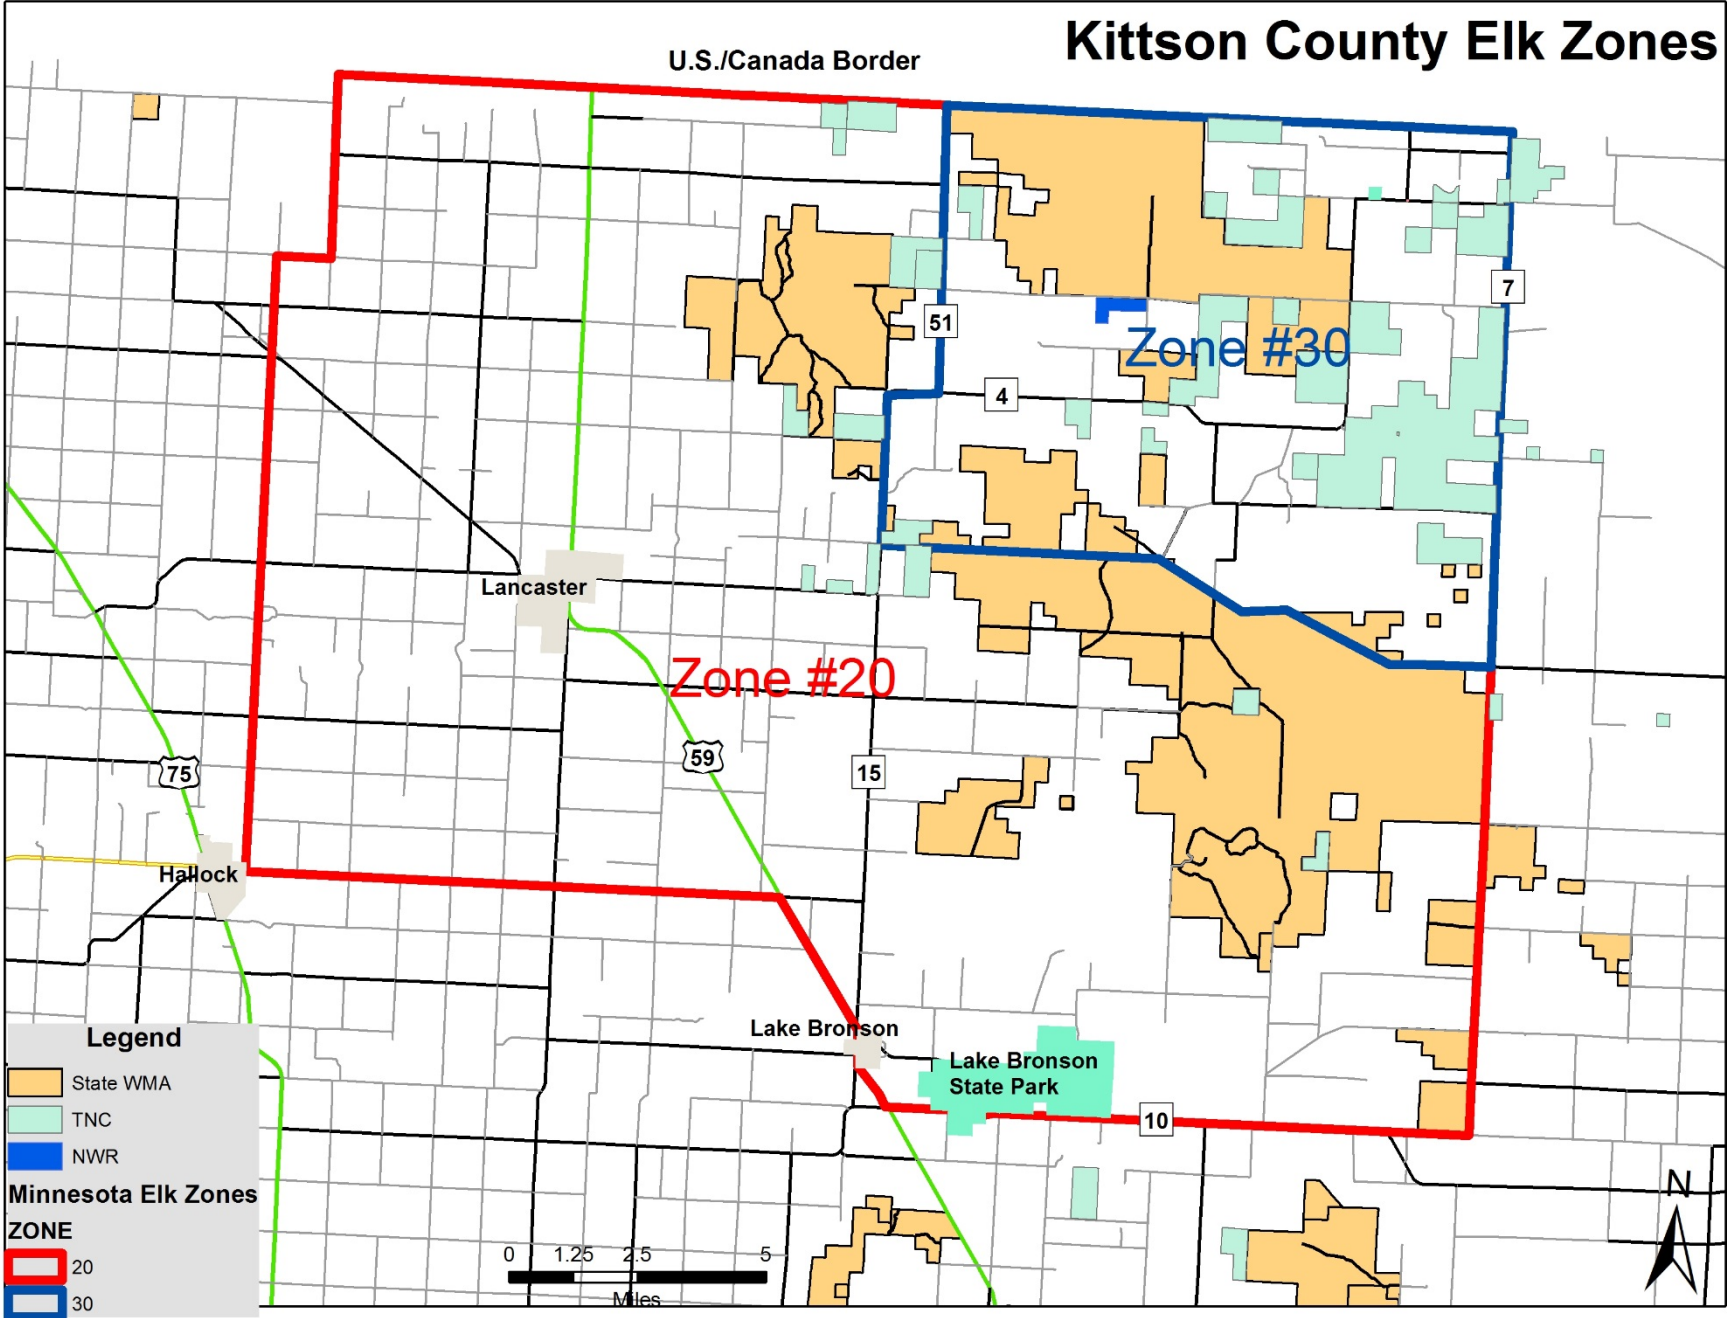 Kittson County Elk Zones
U.S./Canada Border
7
51
Zone #30
4
Lancaster
Zone #20
59
75
15
Hallock
Lake Bronson
Lake Bronson
State Park
10
Legend
State WMA
TNC
NWR
Minnesota Elk Zones
ZONE
20
30
0 1.25 2.5 5
Miles
N